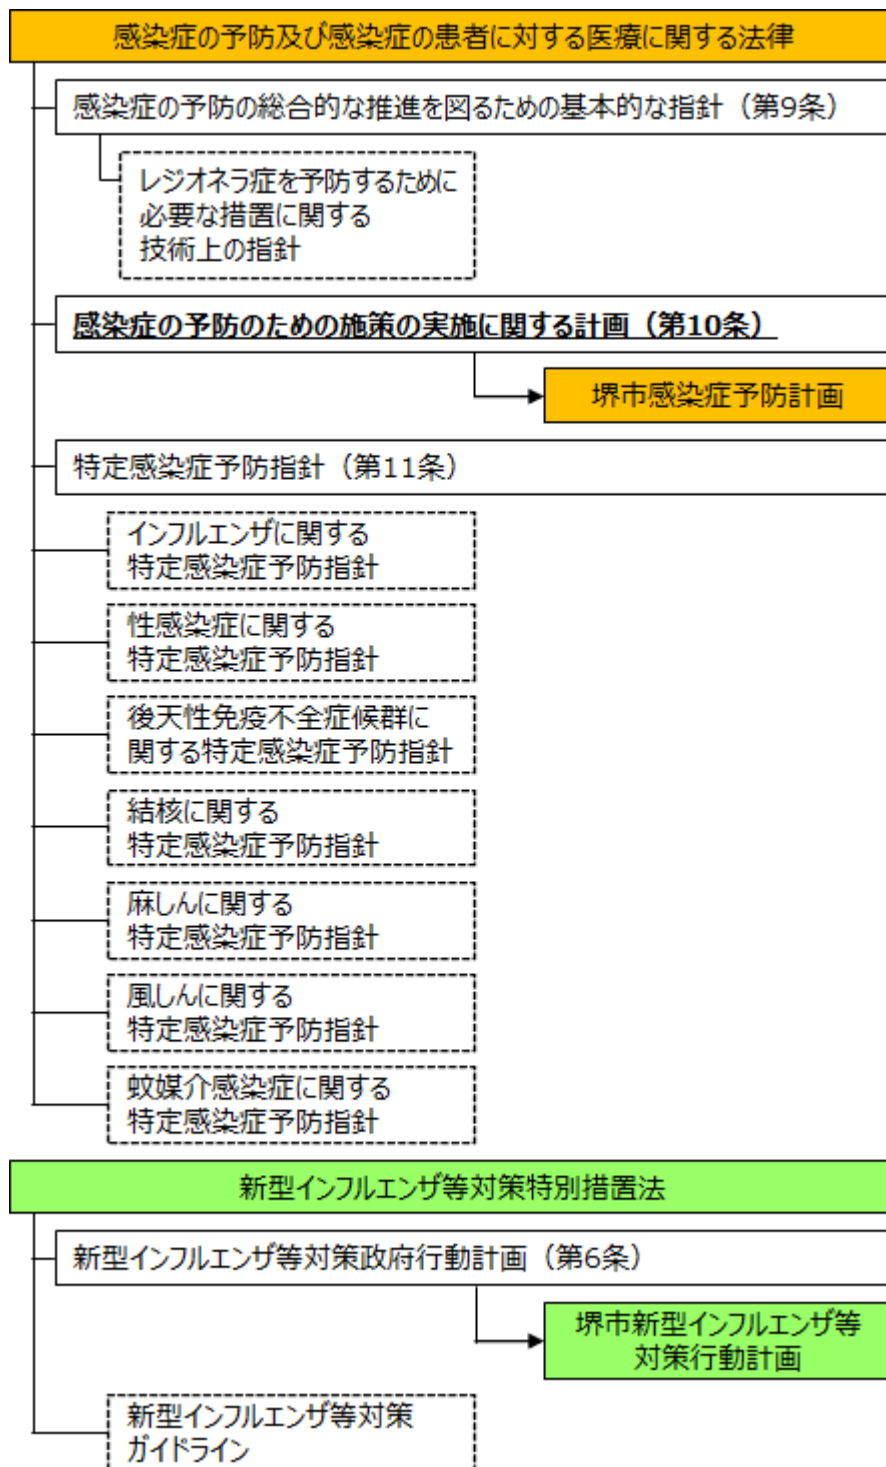 感染症の予防及び感染症の患者に対する医療に関する法律
感染症の予防の総合的な推進を図るための基本的な指針（第9条）
レジオネラ症を予防するために
必要な措置に関する
技術上の指針
感染症の予防のための施策の実施に関する計画（第10条）
堺市感染症予防計画
特定感染症予防指針（第11条）
インフルエンザに関する
特定感染症予防指針
性感染症に関する
特定感染症予防指針
後天性免疫不全症候群に
関する特定感染症予防指針
結核に関する
特定感染症予防指針
麻しんに関する
特定感染症予防指針
風しんに関する
特定感染症予防指針
蚊媒介感染症に関する
特定感染症予防指針
新型インフルエンザ等対策特別措置法
新型インフルエンザ等対策政府行動計画（第6条）
堺市新型インフルエンザ等
対策行動計画
新型インフルエンザ等対策
ガイドライン